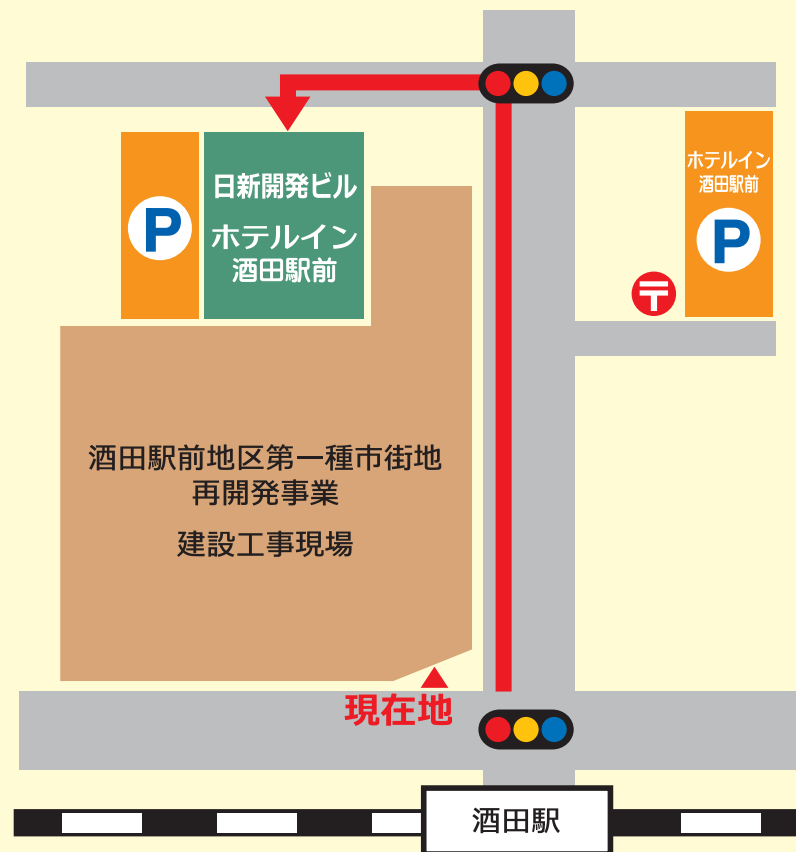 日新開発ビル
ホテルイン
酒田駅前
P
ホテルイン
酒田駅前
P
〒
酒田駅前地区第一種市街地
再開発事業
建設工事現場
現在地
酒田駅